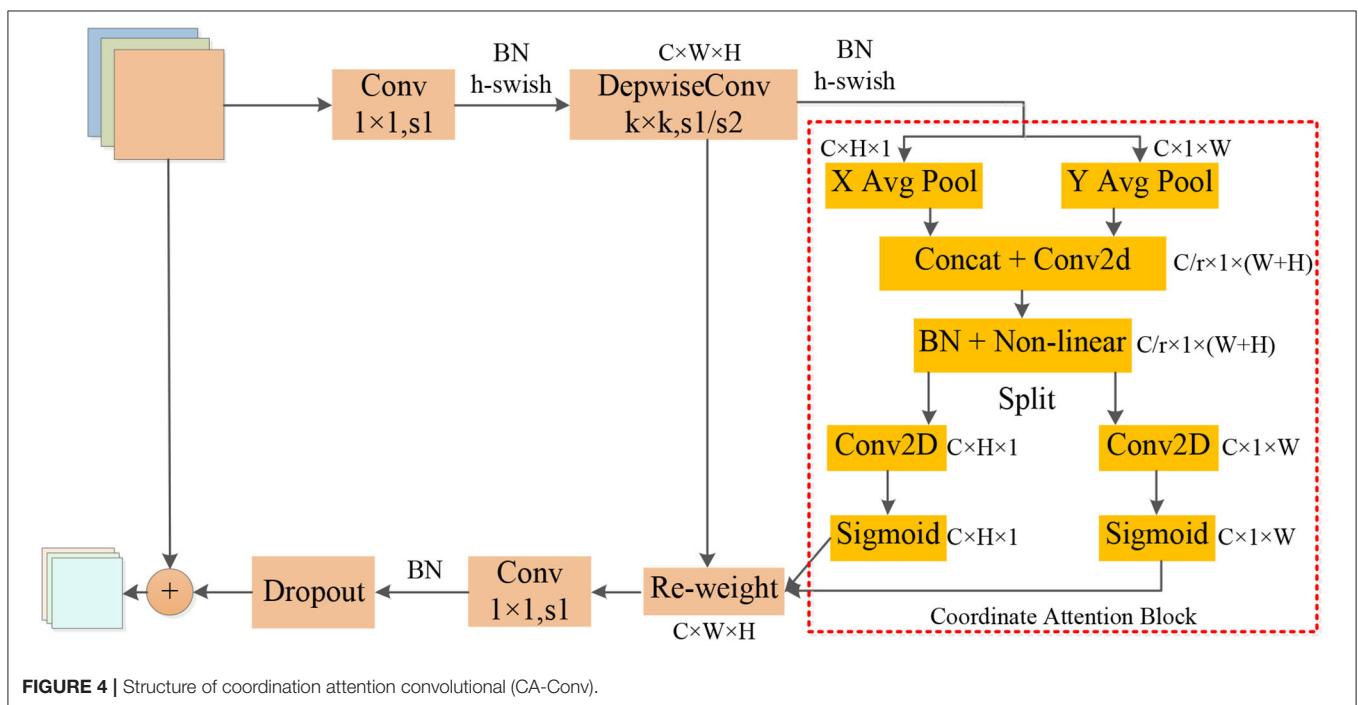 BN
h-swish
C×W×H
BN
h-swish
Conv
1×1,s1
DepwiseConv
k×k,s1/s2
C×H×1
C×1×W
X Avg Pool
Y Avg Pool
Concat + Conv2d
C/r×1×(W+H)
BN + Non-linear
C/r×1×(W+H)
Split
Conv2D
C×H×1
Conv2D
C×1×W
Sigmoid
C×H×1
Sigmoid
C×1×W
+
Dropout
BN
Conv
1×1,s1
Re-weight
C×W×H
Coordinate Attention Block
FIGURE 4 | Structure of coordination attention convolutional (CA-Conv).